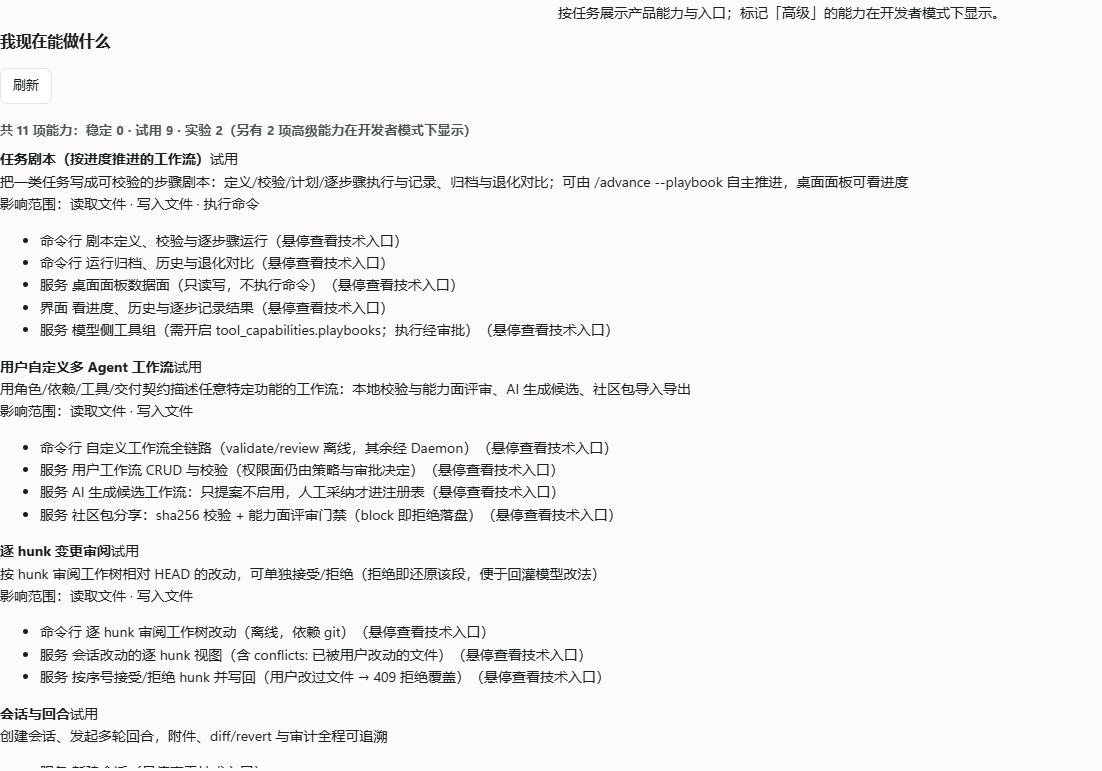 按任务展示产品能力与入口；标记「高级」的能力在开发者模式下显示。
我现在能做什么
刷新
共 11 项能力：稳定 0 · 试用 9 · 实验 2（另有 2 项高级能力在开发者模式下显示）
任务剧本（按进度推进的工作流）试用
把一类任务写成可校验的步骤剧本：定义/校验/计划/逐步骤执行与记录、归档与退化对比；可由 /advance --playbook 自主推进，桌面面板可看进度
影响范围：读取文件 · 写入文件 · 执行命令
• 命令行 剧本定义、校验与逐步骤运行（悬停查看技术入口）
• 命令行 运行归档、历史与退化对比（悬停查看技术入口）
• 服务 桌面面板数据面（只读写，不执行命令）（悬停查看技术入口）
• 界面 看进度、历史与逐步记录结果（悬停查看技术入口）
• 服务 模型侧工具组（需开启 tool_capabilities.playbooks；执行经审批）（悬停查看技术入口）
用户自定义多 Agent 工作流试用
用角色/依赖/工具/交付契约描述任意特定功能的工作流：本地校验与能力面评审、AI 生成候选、社区包导入导出
影响范围：读取文件 · 写入文件
• 命令行 自定义工作流全链路（validate/review 离线，其余经 Daemon）（悬停查看技术入口）
• 服务 用户工作流 CRUD 与校验（权限面仍由策略与审批决定）（悬停查看技术入口）
• 服务 AI 生成候选工作流：只提案不启用，人工采纳才进注册表（悬停查看技术入口）
• 服务 社区包分享：sha256 校验 + 能力面评审门禁（block 即拒绝落盘）（悬停查看技术入口）
逐 hunk 变更审阅试用
按 hunk 审阅工作树相对 HEAD 的改动，可单独接受/拒绝（拒绝即还原该段，便于回灌模型改法）
影响范围：读取文件 · 写入文件
• 命令行 逐 hunk 审阅工作树改动（离线，依赖 git）（悬停查看技术入口）
• 服务 会话改动的逐 hunk 视图（含 conflicts: 已被用户改动的文件）（悬停查看技术入口）
• 服务 按序号接受/拒绝 hunk 并写回（用户改过文件 → 409 拒绝覆盖）（悬停查看技术入口）
会话与回合试用
创建会话、发起多轮回合，附件、diff/revert 与审计全程可追溯